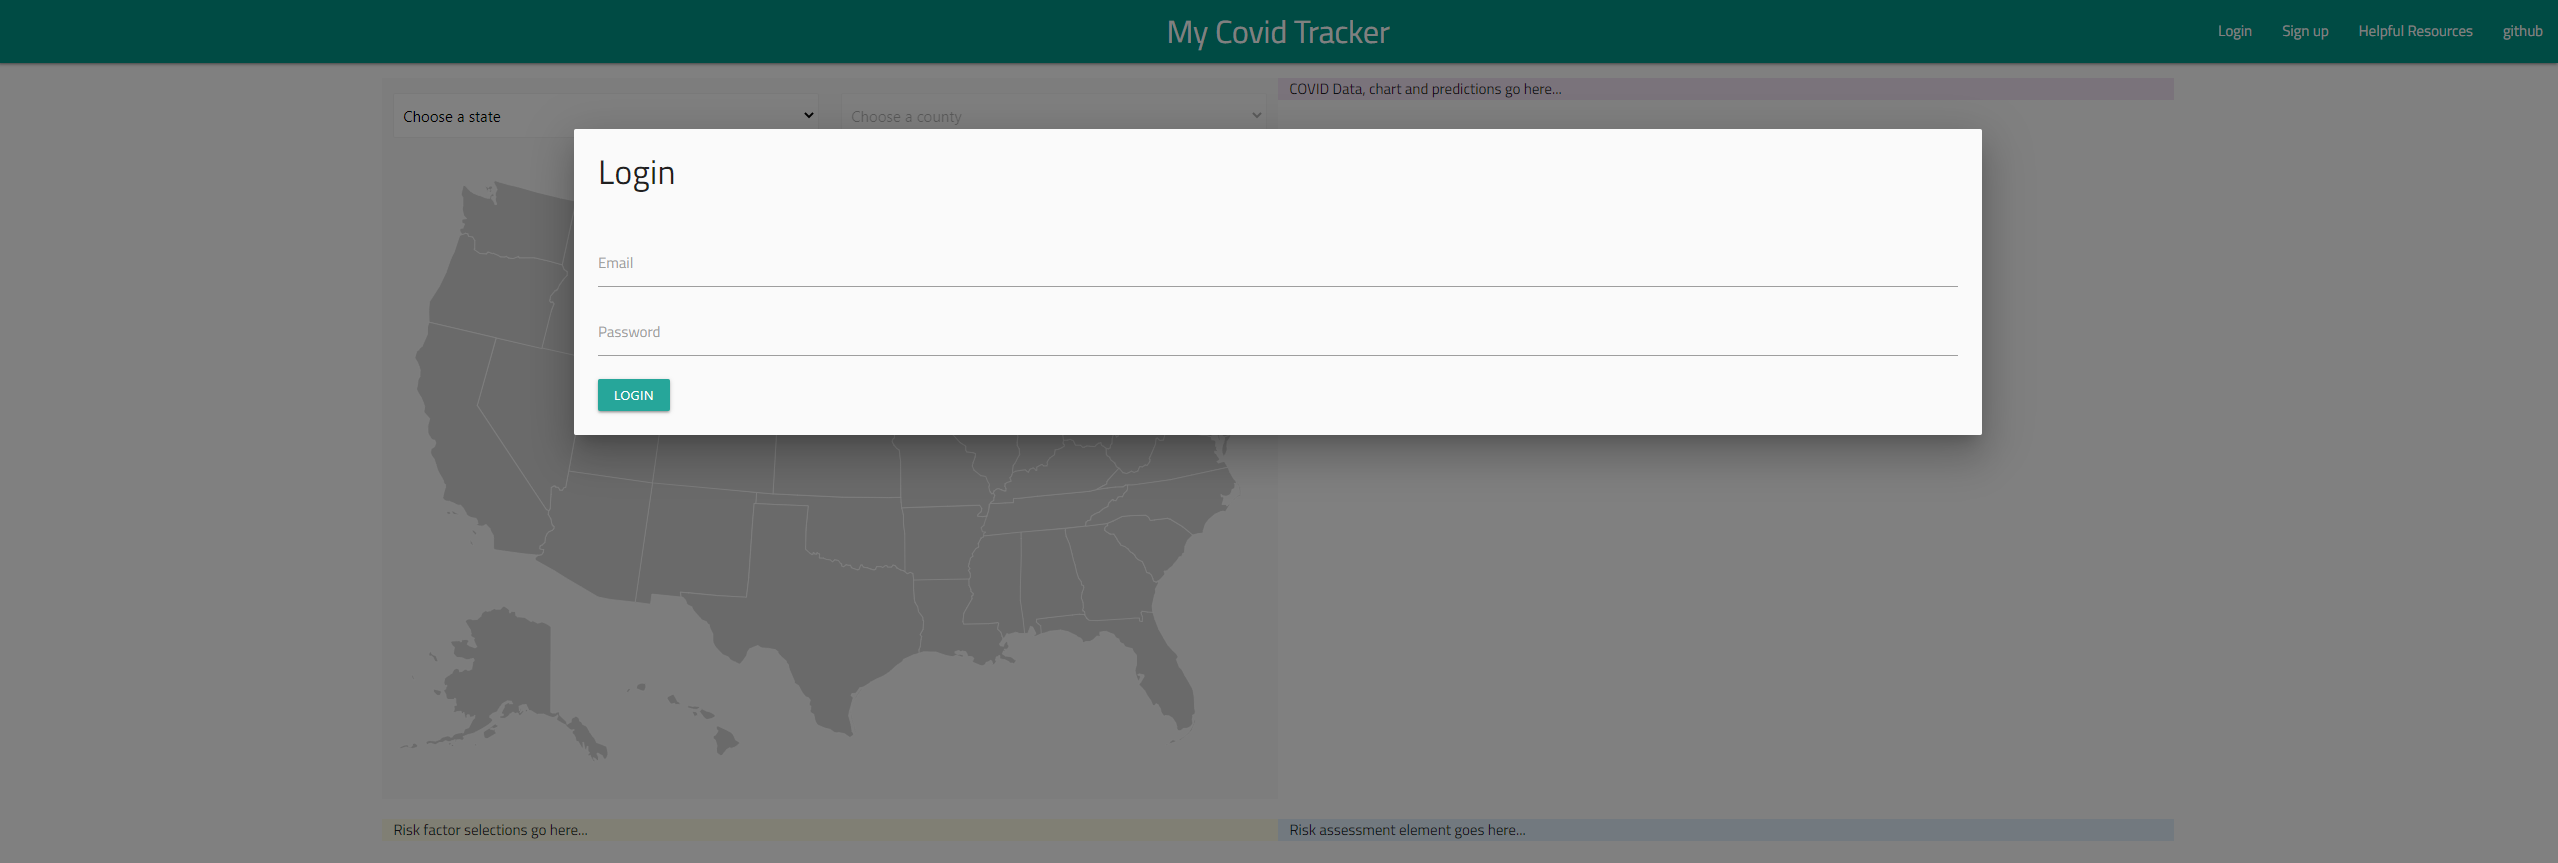 My Covid Tracker
Login
Sign up
Helpful Resources
github
Choose a state
Choose a county
COVID Data, chart and predictions go here...
Login
Email
Password
LOGIN
Risk factor selections go here...
Risk assessment element goes here...